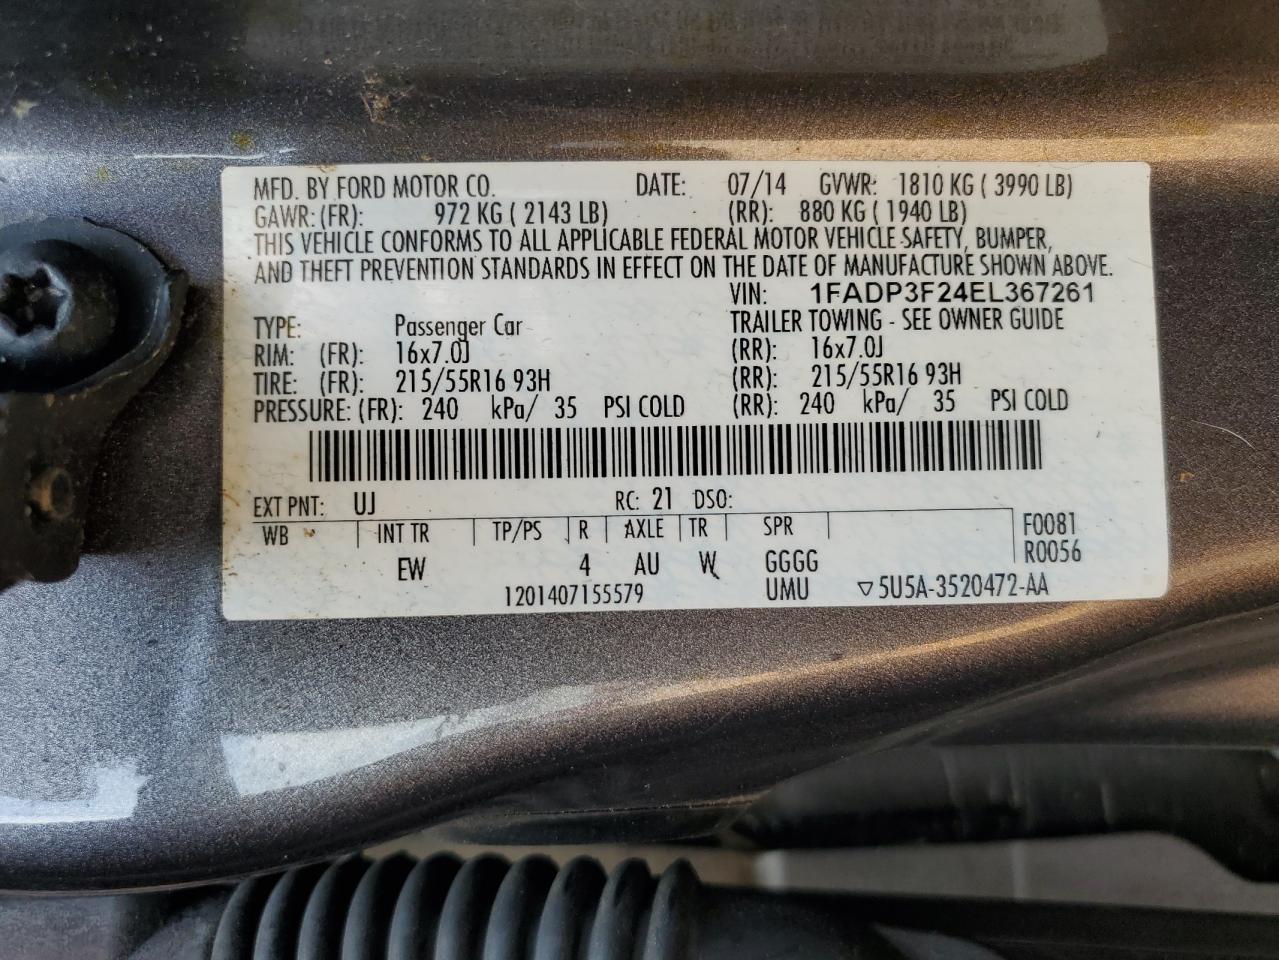 MFD. BY FORD MOTOR CO. DATE: 07/14 GVWR: 1810 KG ( 3990 LB)
GAWR: (FR): 972 KG ( 2143 LB) (RR): 880 KG ( 1940 LB)
THIS VEHICLE CONFORMS TO ALL APPLICABLE FEDERAL MOTOR VEHICLE SAFETY, BUMPER,
AND THEFT PREVENTION STANDARDS IN EFFECT ON THE DATE OF MANUFACTURE SHOWN ABOVE.
VIN: 1FADP3F24EL367261
TYPE: Passenger Car TRAILER TOWING - SEE OWNER GUIDE
RIM: (FR): 16x7.0J (RR): 16x7.0J
TIRE: (FR): 215/55R16 93H (RR): 215/55R16 93H
PRESSURE: (FR): 240 kPa/ 35 PSI COLD (RR): 240 kPa/ 35 PSI COLD
EXT PNT: UJ RC: 21 DSO:
WB INT TR TP/PS R AXLE TR SPR F0081
EW 4 AU W GGGG R0056
1201407155579 UMU ▽5U5A-3520472-AA